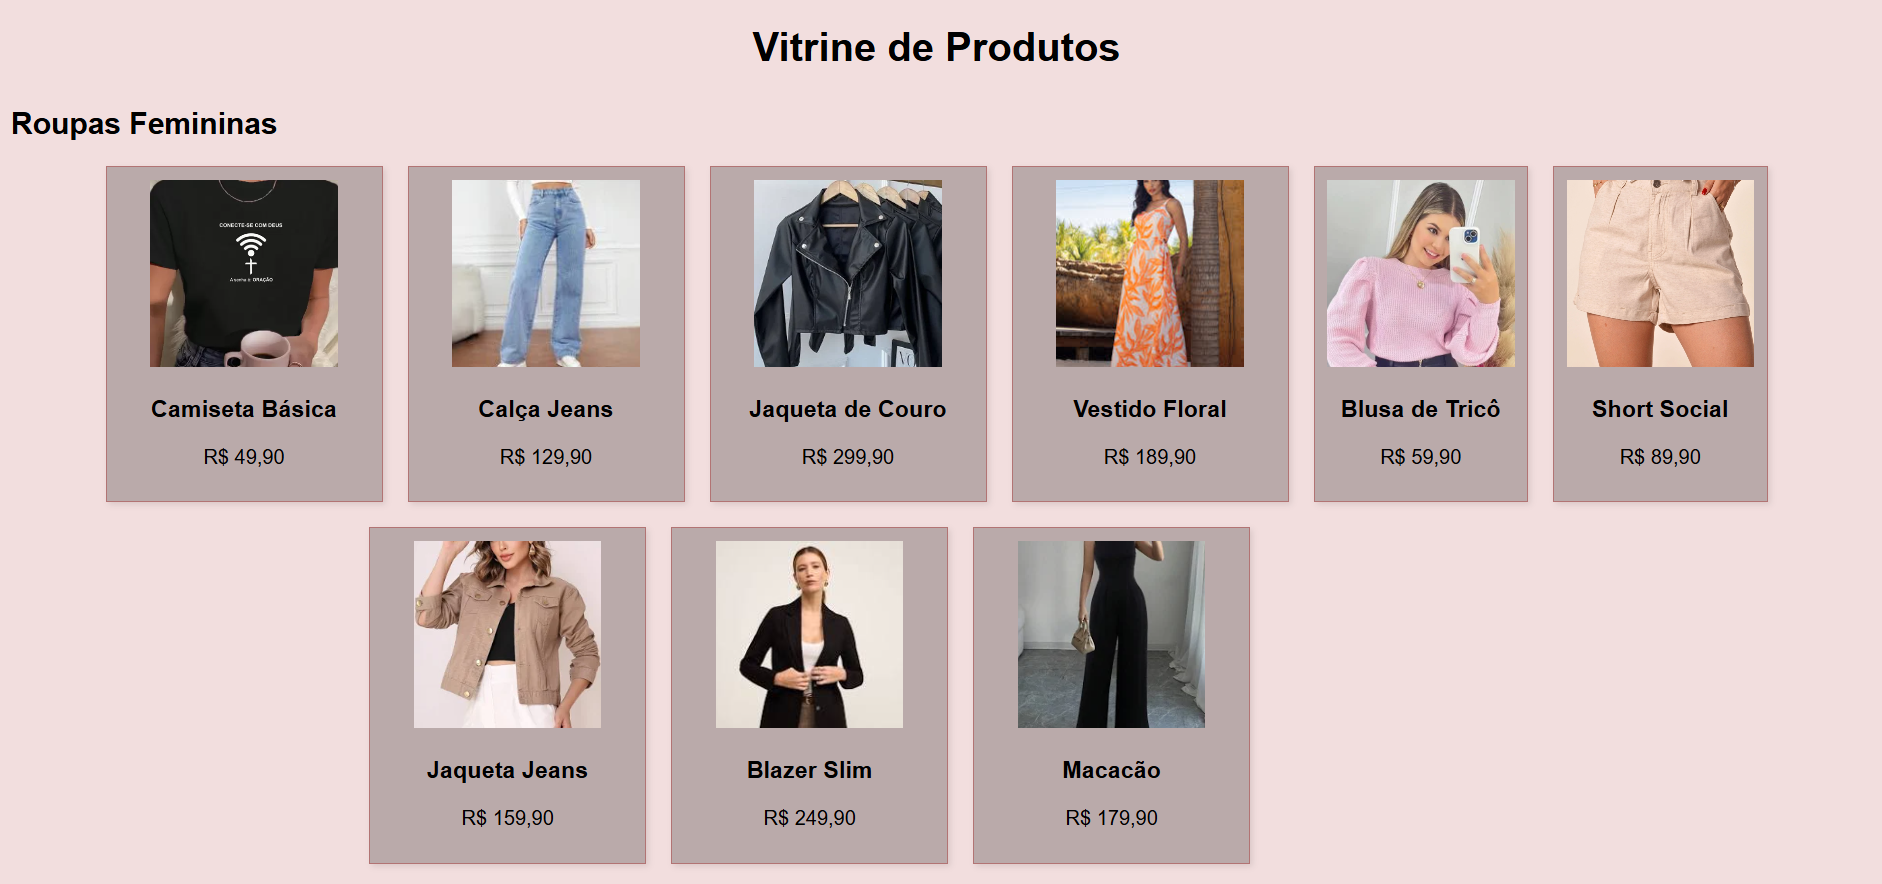 Vitrine de Produtos
Roupas Femininas
CONECTE-SE COM DEUS
A senha é: ORAÇÃO
Camiseta Básica
R$ 49,90
Calça Jeans
R$ 129,90
Jaqueta de Couro
R$ 299,90
Vestido Floral
R$ 189,90
Blusa de Tricô
R$ 59,90
Short Social
R$ 89,90
Jaqueta Jeans
R$ 159,90
Blazer Slim
R$ 249,90
Macacão
R$ 179,90